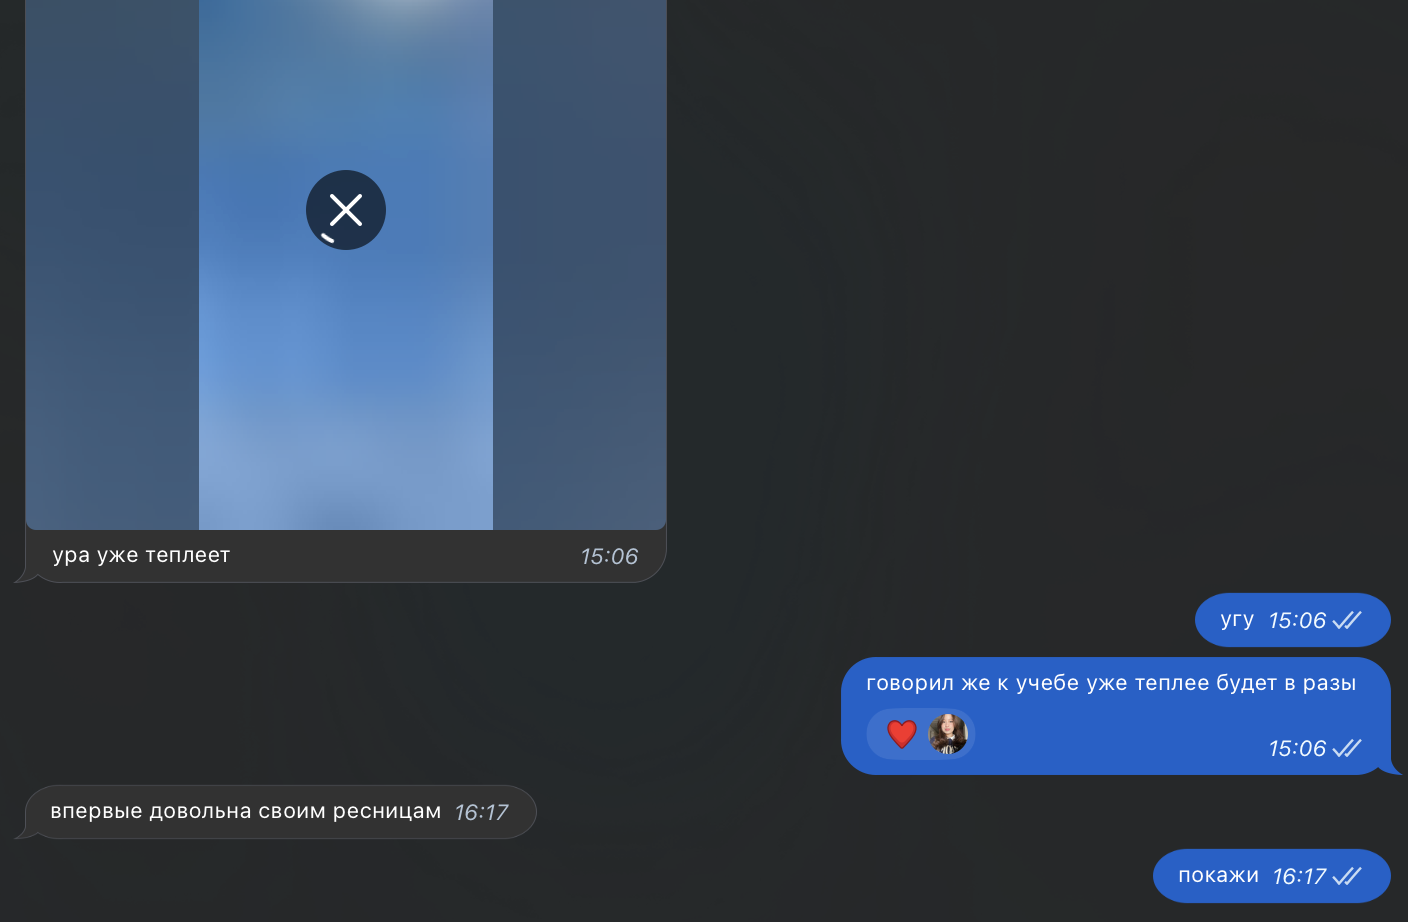 ура уже теплеет 15:06
угу 15:06
говорил же к учебе уже теплее будет в разы
15:06
впервые довольна своим ресницам 16:17
покажи 16:17